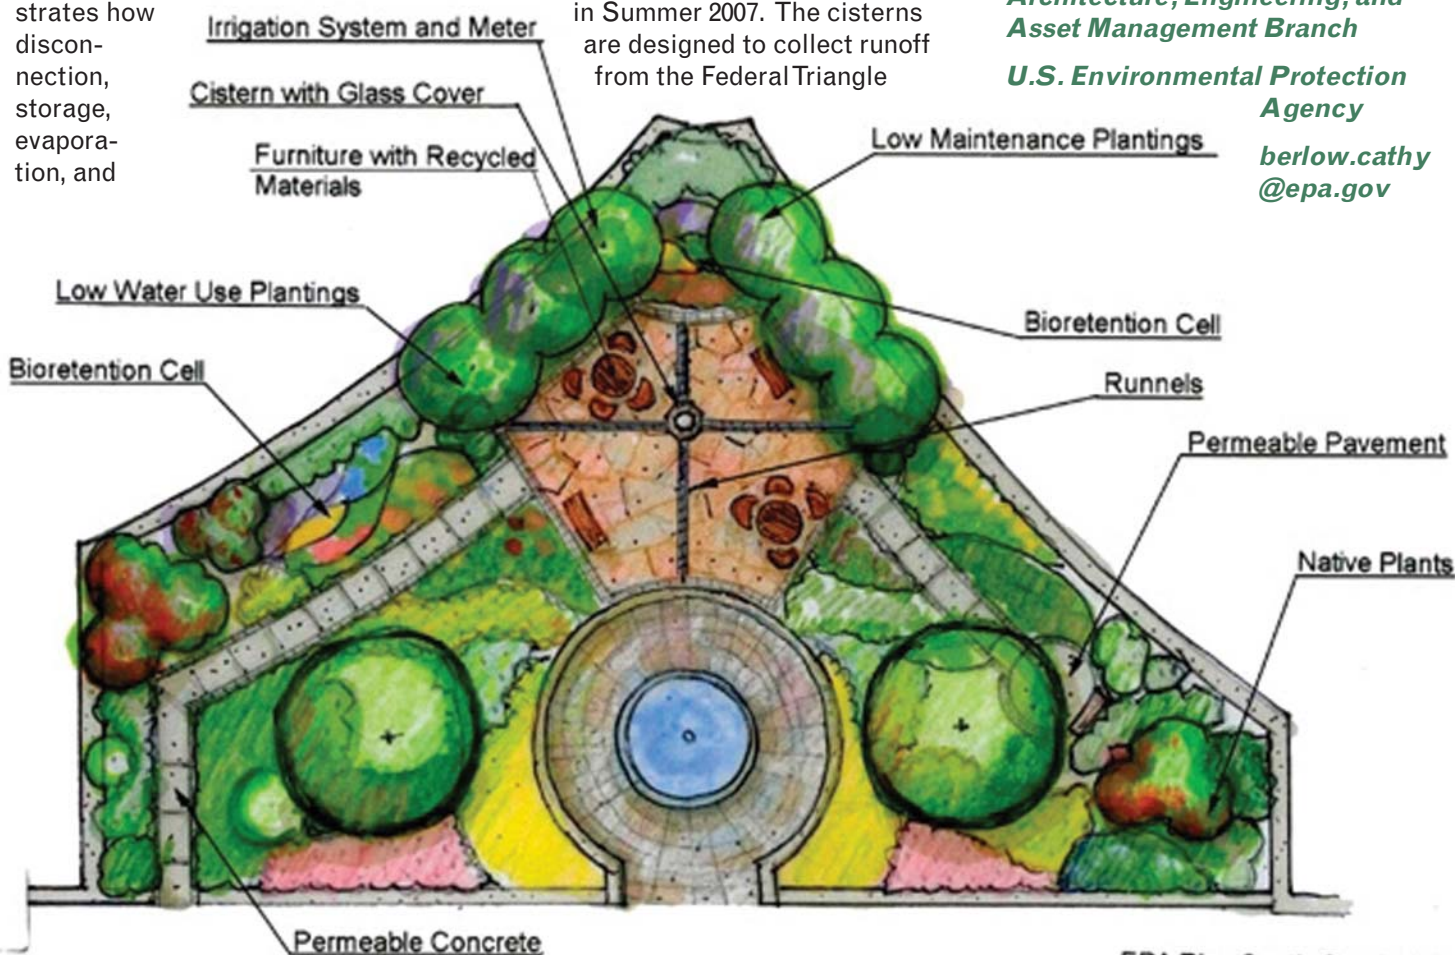 strates how
discon-
nection,
storage,
evapora-
tion, and
in Summer 2007. The cisterns
are designed to collect runoff
from the Federal Triangle
Asset Management Branch
U.S. Environmental Protection
Agency
berlow.cathy
@epa.gov
Irrigation System and Meter
Cistern with Glass Cover
Furniture with Recycled
Materials
Low Water Use Plantings
Bioretention Cell
Low Maintenance Plantings
Bioretention Cell
Runnels
Permeable Pavement
Native Plants
Permeable Concrete